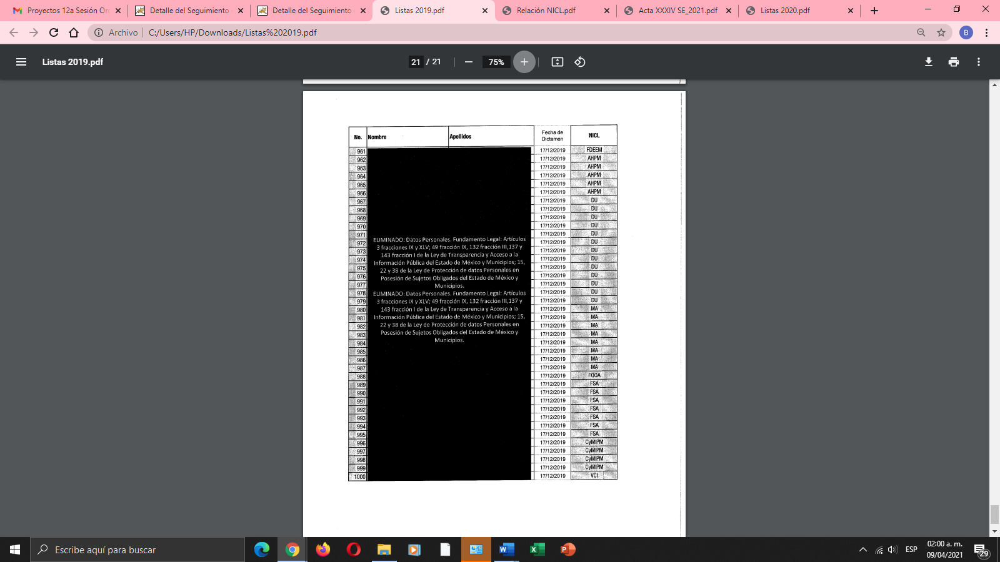 Proyectos 12a Sesión Or
Detalle del Seguimiento
Detalle del Seguimiento
Listas 2019.pdf
Relación NICL.pdf
Acta XXXIV SE_2021.pdf
Listas 2020.pdf
Archivo
C:/Users/HP/Downloads/Listas%202019.pdf
B
Listas 2019.pdf
21 / 21
75%
No. Nombre Apellidos Fecha de Dictamen NICL
961 17/12/2019 FDEEM
962 17/12/2019 AHPM
963 17/12/2019 AHPM
964 17/12/2019 AHPM
965 17/12/2019 AHPM
966 17/12/2019 AHPM
967 17/12/2019 DU
968 17/12/2019 DU
969 17/12/2019 DU
970 17/12/2019 DU
971 17/12/2019 DU
972 17/12/2019 DU
973 17/12/2019 DU
974 17/12/2019 DU
975 17/12/2019 DU
976 17/12/2019 DU
977 17/12/2019 DU
978 17/12/2019 DU
979 17/12/2019 DU
980 17/12/2019 MA
981 17/12/2019 MA
982 17/12/2019 MA
983 17/12/2019 MA
984 17/12/2019 MA
985 17/12/2019 MA
986 17/12/2019 MA
987 17/12/2019 MA
988 17/12/2019 FOOA
989 17/12/2019 FSA
990 17/12/2019 FSA
991 17/12/2019 FSA
992 17/12/2019 FSA
993 17/12/2019 FSA
994 17/12/2019 FSA
995 17/12/2019 FSA
996 17/12/2019 CyMIPM
997 17/12/2019 CyMIPM
998 17/12/2019 CyMIPM
999 17/12/2019 CyMIPM
1000 17/12/2019 VCI
ELIMINADO: Datos Personales. Fundamento Legal: Artículos
3 fracciones IX y XLV; 49 fracción IX, 132 fracción III,137 y
143 fracción I de la Ley de Transparencia y Acceso a la
Información Pública del Estado de México y Municipios; 15,
22 y 38 de la Ley de Protección de datos Personales en
Posesión de Sujetos Obligados del Estado de México y
Municipios.
ELIMINADO: Datos Personales. Fundamento Legal: Artículos
3 fracciones IX y XLV; 49 fracción IX, 132 fracción III,137 y
143 fracción I de la Ley de Transparencia y Acceso a la
Información Pública del Estado de México y Municipios; 15,
22 y 38 de la Ley de Protección de datos Personales en
Posesión de Sujetos Obligados del Estado de México y
Municipios.
Escribe aquí para buscar
ESP
02:00 a. m.
09/04/2021
29